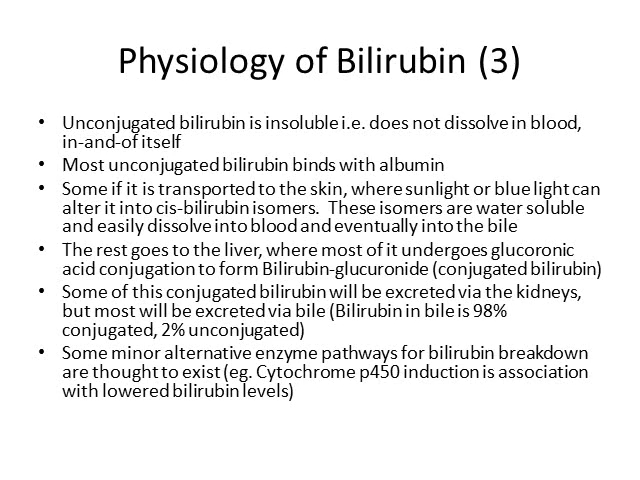 Physiology of Bilirubin (3)
• Unconjugated bilirubin is insoluble i.e. does not dissolve in blood,
in-and-of itself
• Most unconjugated bilirubin binds with albumin
• Some if it is transported to the skin, where sunlight or blue light can
alter it into cis-bilirubin isomers. These isomers are water soluble
and easily dissolve into blood and eventually into the bile
• The rest goes to the liver, where most of it undergoes glucoronic
acid conjugation to form Bilirubin-glucuronide (conjugated bilirubin)
• Some of this conjugated bilirubin will be excreted via the kidneys,
but most will be excreted via bile (Bilirubin in bile is 98%
conjugated, 2% unconjugated)
• Some minor alternative enzyme pathways for bilirubin breakdown
are thought to exist (eg. Cytochrome p450 induction is association
with lowered bilirubin levels)